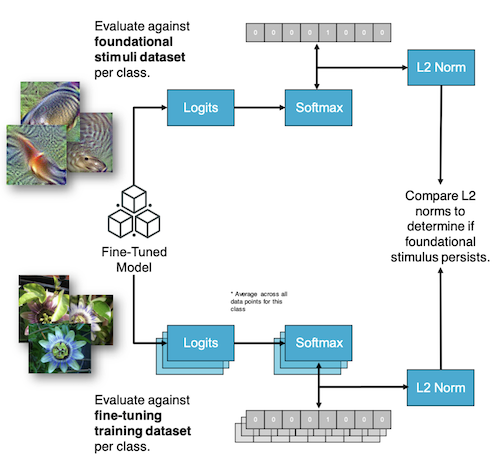 Evaluate against
foundational
stimuli dataset
per class.
0 0 0 0 1 0 0 0
Logits
Softmax
L2 Norm
Compare L2
norms to
determine if
foundational
stimulus persists.
Fine-Tuned
Model
* Average across all
data points for this
class
Logits
Softmax
L2 Norm
0 0 0 0 1 0 0 0
Evaluate against
fine-tuning
training dataset
per class.